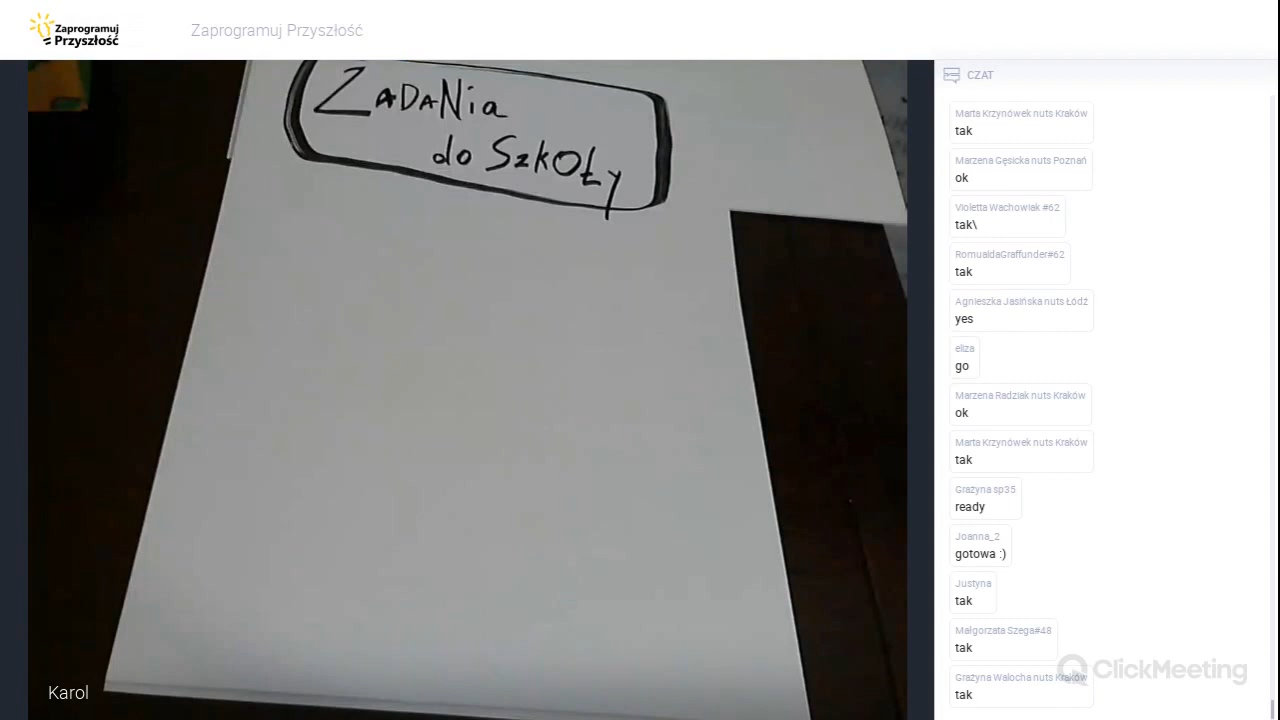 Zaprogramuj
Przyszłość
Zaprogramuj Przyszłość
ZADANia
do SzKOŁy
Karol
CZAT
Marta Krzynówek nuts Kraków
tak
Marzena Gęsicka nuts Poznań
ok
Violetta Wachowiak #62
tak\
RomualdaGraffunder#62
tak
Agnieszka Jasińska nuts Łódź
yes
eliza
go
Marzena Radziak nuts Kraków
ok
Marta Krzynówek nuts Kraków
tak
Grażyna sp35
ready
Joanna_2
gotowa :)
Justyna
tak
Małgorzata Szega#48
tak
Grażyna Walocha nuts Kraków
tak
ClickMeeting